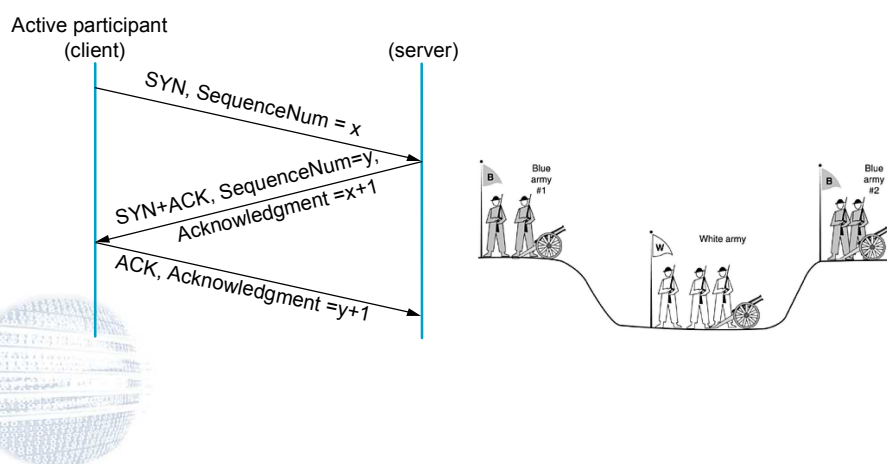 Active participant
(client)
(server)
SYN, SequenceNum = x
SYN+ACK, SequenceNum=y,
Acknowledgment =x+1
ACK, Acknowledgment =y+1
B
Blue
army
#1
W
White army
B
Blue
army
#2